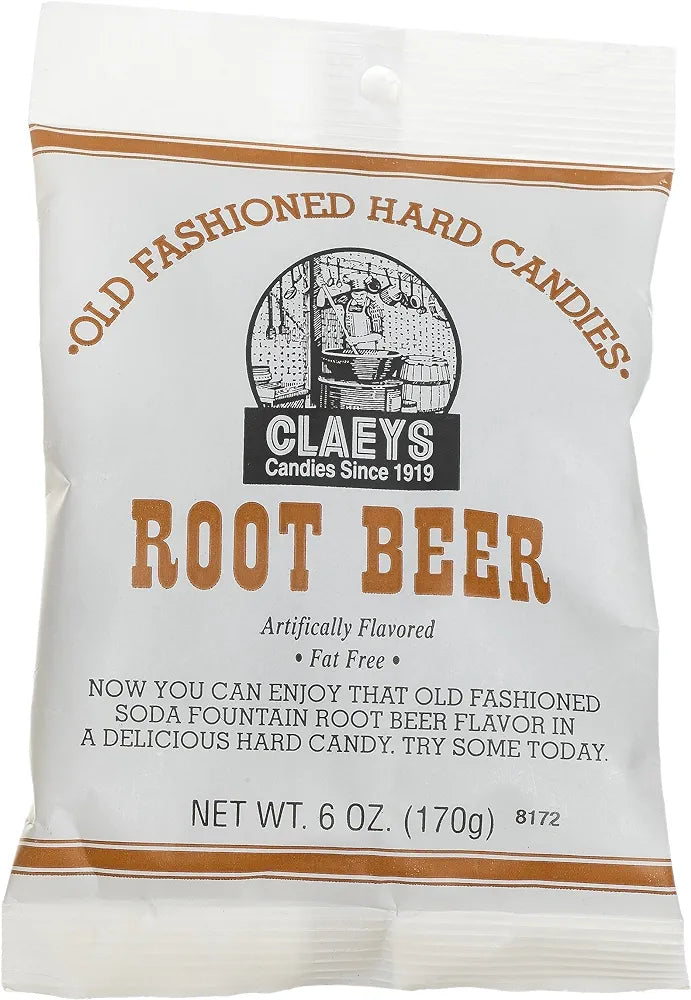 •OLD FASHIONED HARD CANDIES•
CLAEYS
Candies Since 1919
ROOT BEER
Artifically Flavored
• Fat Free •
NOW YOU CAN ENJOY THAT OLD FASHIONED
SODA FOUNTAIN ROOT BEER FLAVOR IN
A DELICIOUS HARD CANDY. TRY SOME TODAY.
NET WT. 6 OZ. (170g) 8172